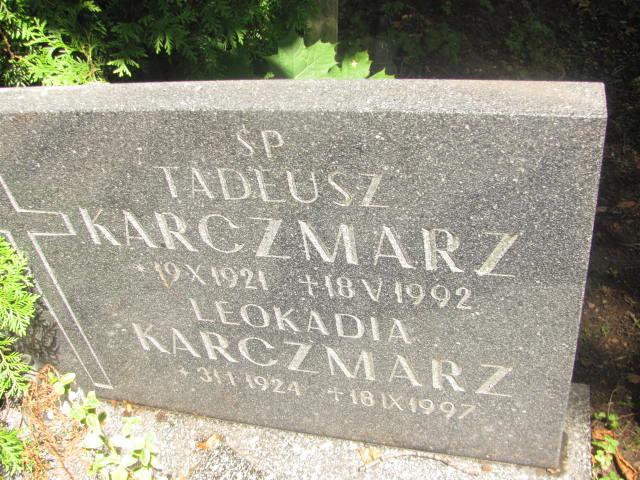 ŚP
TADEUSZ
KARCZMARZ
*19 X 1921 +18 V 1992
LEOKADIA
KARCZMARZ
*31 I 1924 +18 IX 1997